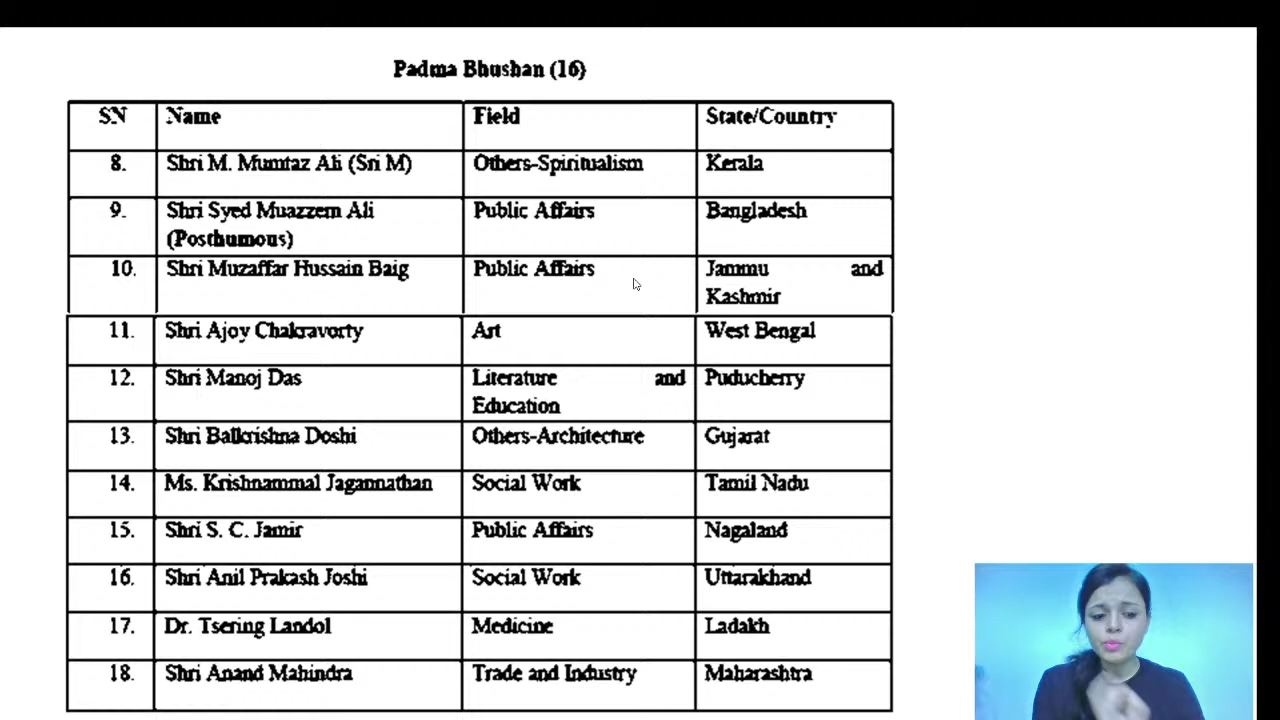 Padma Bhushan (16)
SN Name Field State/Country
8. Shri M. Mumtaz Ali (Sri M) Others-Spiritualism Kerala
9. Shri Syed Muazzem Ali Public Affairs Bangladesh
(Posthumous)
10. Shri Muzaffar Hussain Baig Public Affairs Jammu and
Kashmir
11. Shri Ajoy Chakravorty Art West Bengal
12. Shri Manoj Das Literature and Puducherry
Education
13. Shri Balkrishna Doshi Others-Architecture Gujarat
14. Ms. Krishnammal Jagannathan Social Work Tamil Nadu
15. Shri S. C. Jamir Public Affairs Nagaland
16. Shri Anil Prakash Joshi Social Work Uttarakhand
17. Dr. Tsering Landol Medicine Ladakh
18. Shri Anand Mahindra Trade and Industry Maharashtra